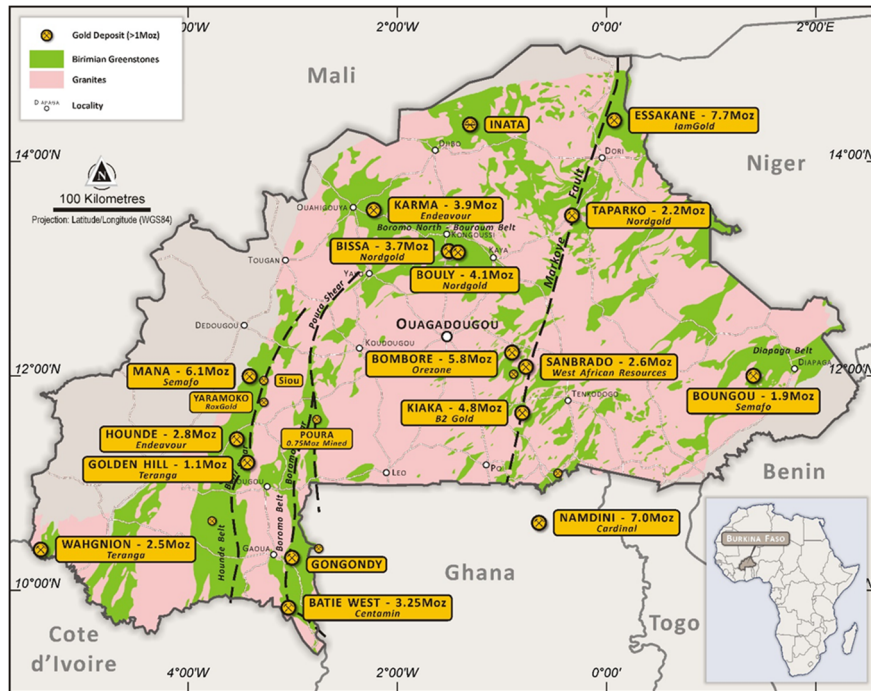 4°00'W
2°00'W
0°00'
2°00'E
Gold Deposit (>1Moz)
Birimian Greenstones
Granites
DIAPAGA
Locality
Mali
Niger
14°00'N
14°00'N
N
100 Kilometres
Projection: Latitude/Longitude (WGS84)
INATA
DJIBO
ESSAKANE - 7.7Moz
IamGold
DORI
OUAHIGOUYA
KARMA - 3.9Moz
Endeavour
Boromo North - Bouroum Belt
KONGOUSSI
TAPARKO - 2.2Moz
Nordgold
Markoye Fault
BISSA - 3.7Moz
Nordgold
KAYA
TOUGAN
YAKO
BOULY - 4.1Moz
Nordgold
Poura Shear
DEDOUGOU
OUAGADOUGOU
KOUDOUGOU
BOMBORE - 5.8Moz
Orezone
SANBRADO - 2.6Moz
West African Resources
Diapaga Belt
DIAPAGA
12°00'N
12°00'N
MANA - 6.1Moz
Semafo
Siou
YARAMOKO
RoxGold
BOUNGOU - 1.9Moz
Semafo
TENKODOGO
KIAKA - 4.8Moz
B2 Gold
HOUNDE - 2.8Moz
Endeavour
POURA
0.75Moz Mined
GOLDEN HILL - 1.1Moz
Teranga
Boromo
LEO
PO
Benin
Hounde Belt
Boromo Belt
NAMDINI - 7.0Moz
Cardinal
BURKINA FASO
WAHGNION - 2.5Moz
Teranga
GAOUA
GONGONDY
Ghana
10°00'N
BATIE WEST - 3.25Moz
Centamin
Togo
Cote
d'Ivoire
4°00'W
2°00'W
0°00'
2°00'E